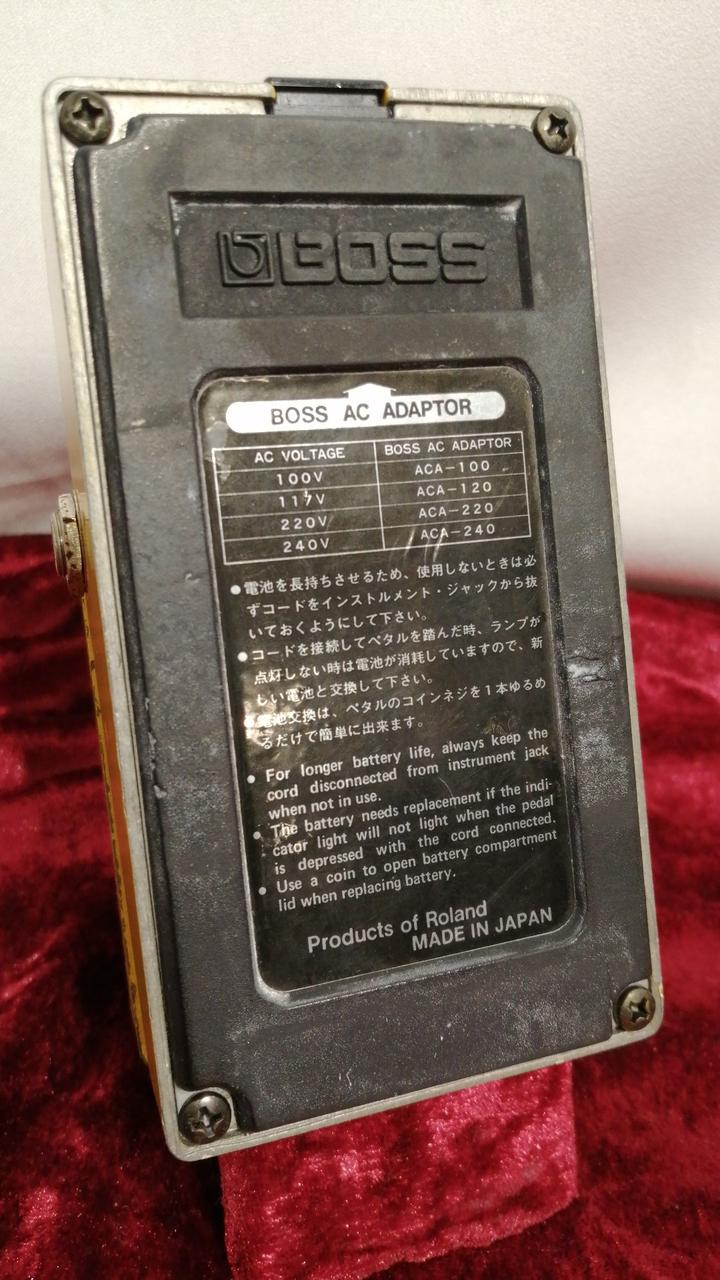 BOSS
BOSS AC ADAPTOR
AC VOLTAGE BOSS AC ADAPTOR
100V ACA-100
117V ACA-120
220V ACA-220
240V ACA-240
●電池を長持ちさせるため、使用しないときは必
ずコードをインストルメント・ジャックから抜
いておくようにして下さい。
●コードを接続してペタルを踏んだ時、ランプが
点灯しない時は電池が消耗していますので、新
しい電池と交換して下さい。
●電池交換は、ペタルのコインネジを1本ゆるめ
るだけで簡単に出来ます。
● For longer battery life, always keep the
cord disconnected from instrument jack
when not in use.
● The battery needs replacement if the indi-
cator light will not light when the pedal
is depressed with the cord connected.
● Use a coin to open battery compartment
lid when replacing battery.
Products of Roland
MADE IN JAPAN